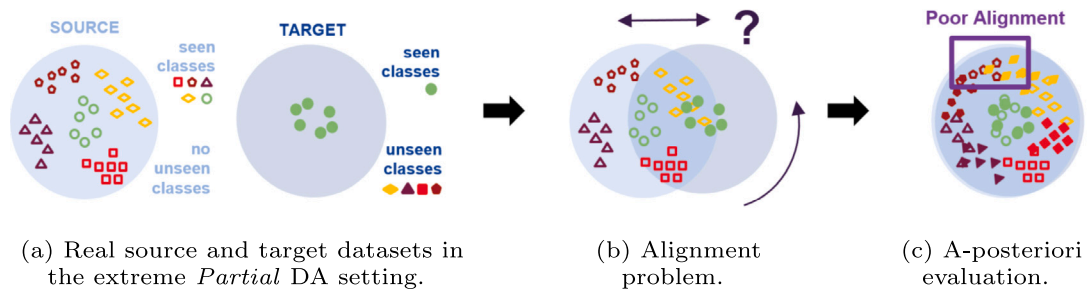 SOURCE
seen
classes
no
unseen
classes
TARGET
seen
classes
unseen
classes
?
Poor Alignment
(a) Real source and target datasets in
the extreme Partial DA setting.
(b) Alignment
problem.
(c) A-posteriori
evaluation.